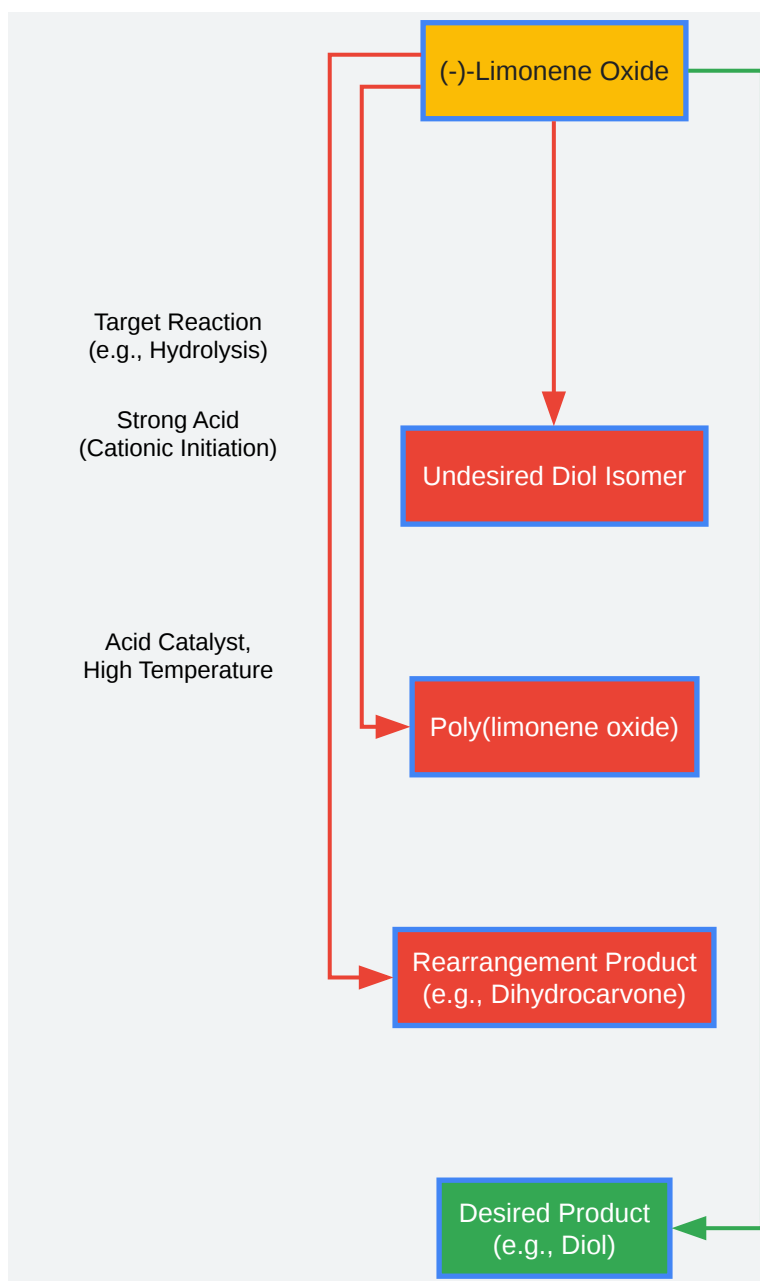 (-)-Limonene Oxide
Target Reaction
(e.g., Hydrolysis)
Strong Acid
(Cationic Initiation)
Undesired Diol Isomer
Acid Catalyst,
High Temperature
Poly(limonene oxide)
Rearrangement Product
(e.g., Dihydrocarvone)
Desired Product
(e.g., Diol)